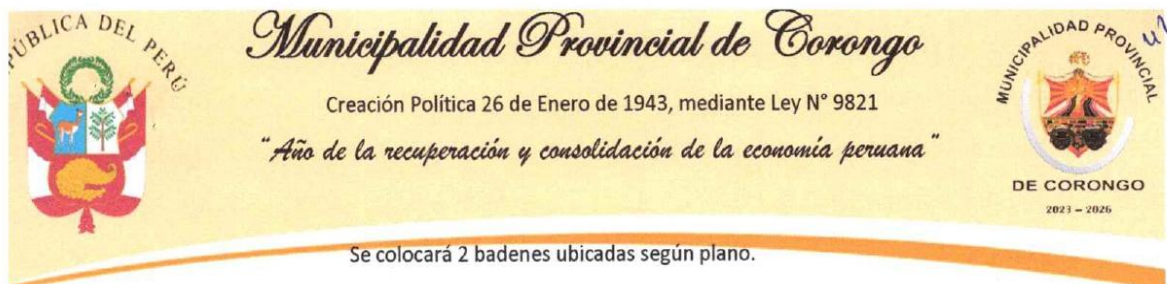 REPÚBLICA DEL PERÚ
Municipalidad Provincial de Corongo
Creación Política 26 de Enero de 1943, mediante Ley N° 9821
"Año de la recuperación y consolidación de la economía peruana"
MUNICIPALIDAD PROVINCIAL
DE CORONGO
2023 – 2026
Se colocará 2 badenes ubicadas según plano.